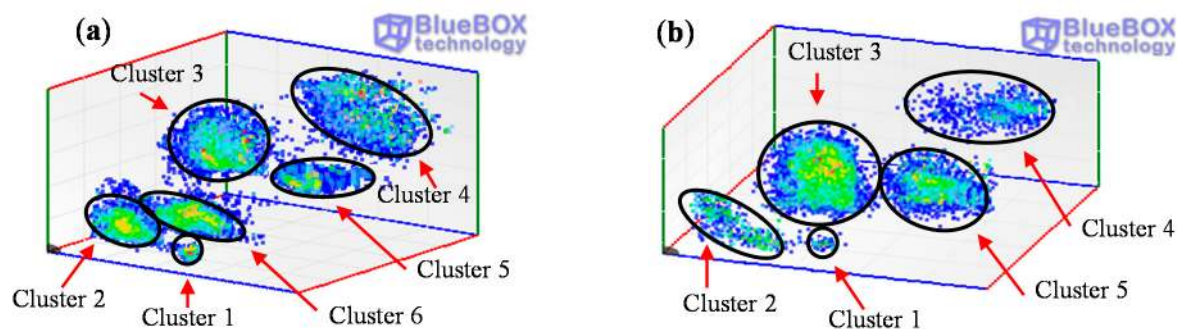 (a)
BlueBOX
technology
Cluster 3
Cluster 4
Cluster 5
Cluster 2
Cluster 1
Cluster 6
(b)
BlueBOX
technology
Cluster 3
Cluster 4
Cluster 5
Cluster 2
Cluster 1